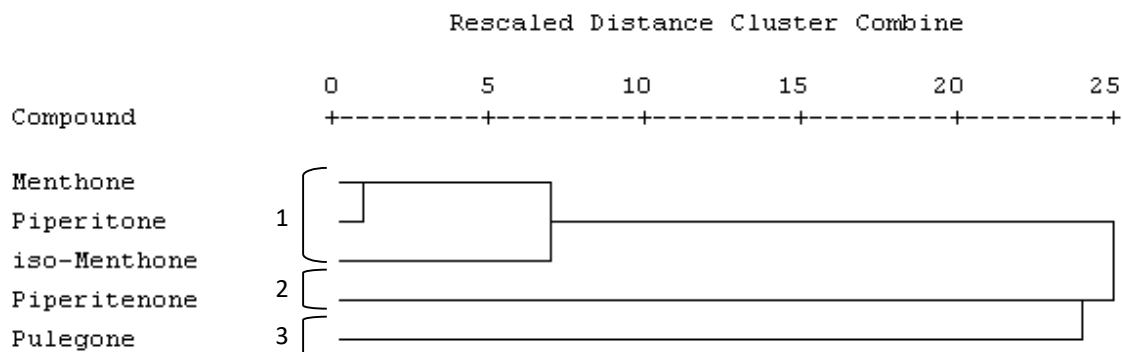 Rescaled Distance Cluster Combine
0 5 10 15 20 25
Compound +---------+---------+---------+---------+---------+
Menthone
Piperitone 1
iso-Menthone
Piperitenone 2
Pulegone 3